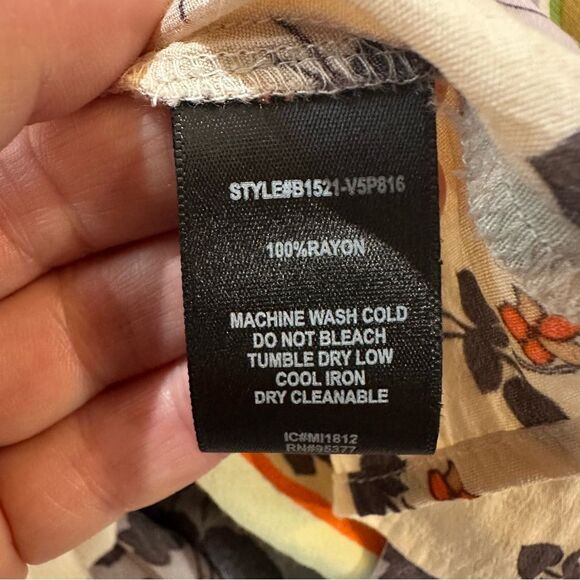 STYLE#B1521-V5P816
100%RAYON
MACHINE WASH COLD
DO NOT BLEACH
TUMBLE DRY LOW
COOL IRON
DRY CLEANABLE
IC#MI1812
RN#95377